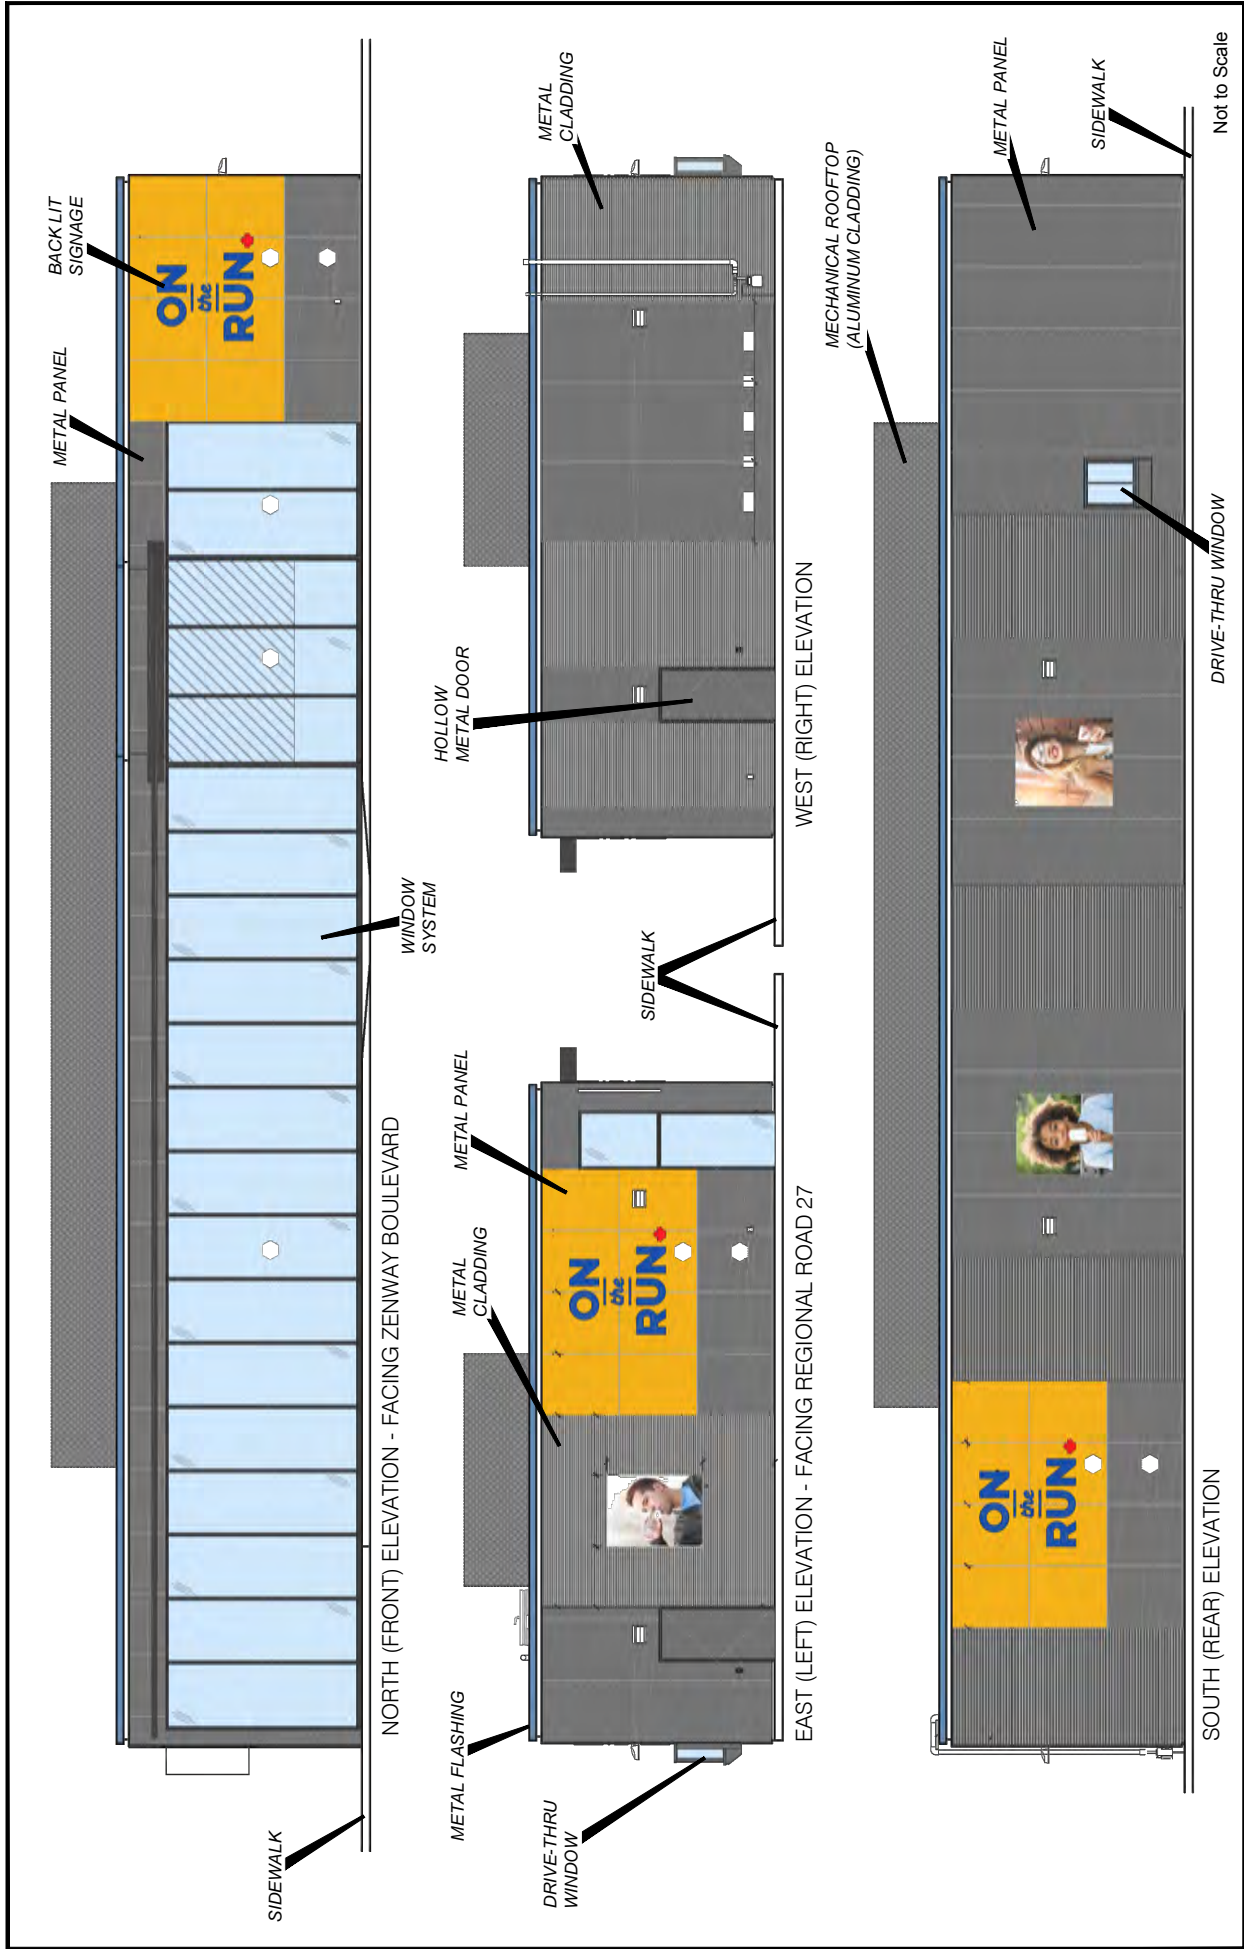 BACK LIT
SIGNAGE
METAL PANEL
ON
the
RUN
WINDOW
SYSTEM
SIDEWALK
NORTH (FRONT) ELEVATION - FACING ZENWAY BOULEVARD
METAL FLASHING
METAL
CLADDING
METAL PANEL
ON
the
RUN
DRIVE-THRU
WINDOW
SIDEWALK
EAST (LEFT) ELEVATION - FACING REGIONAL ROAD 27
HOLLOW
METAL DOOR
METAL
CLADDING
WEST (RIGHT) ELEVATION
MECHANICAL ROOFTOP
(ALUMINUM CLADDING)
METAL PANEL
ON
the
RUN
SIDEWALK
DRIVE-THRU WINDOW
SOUTH (REAR) ELEVATION
Not to Scale